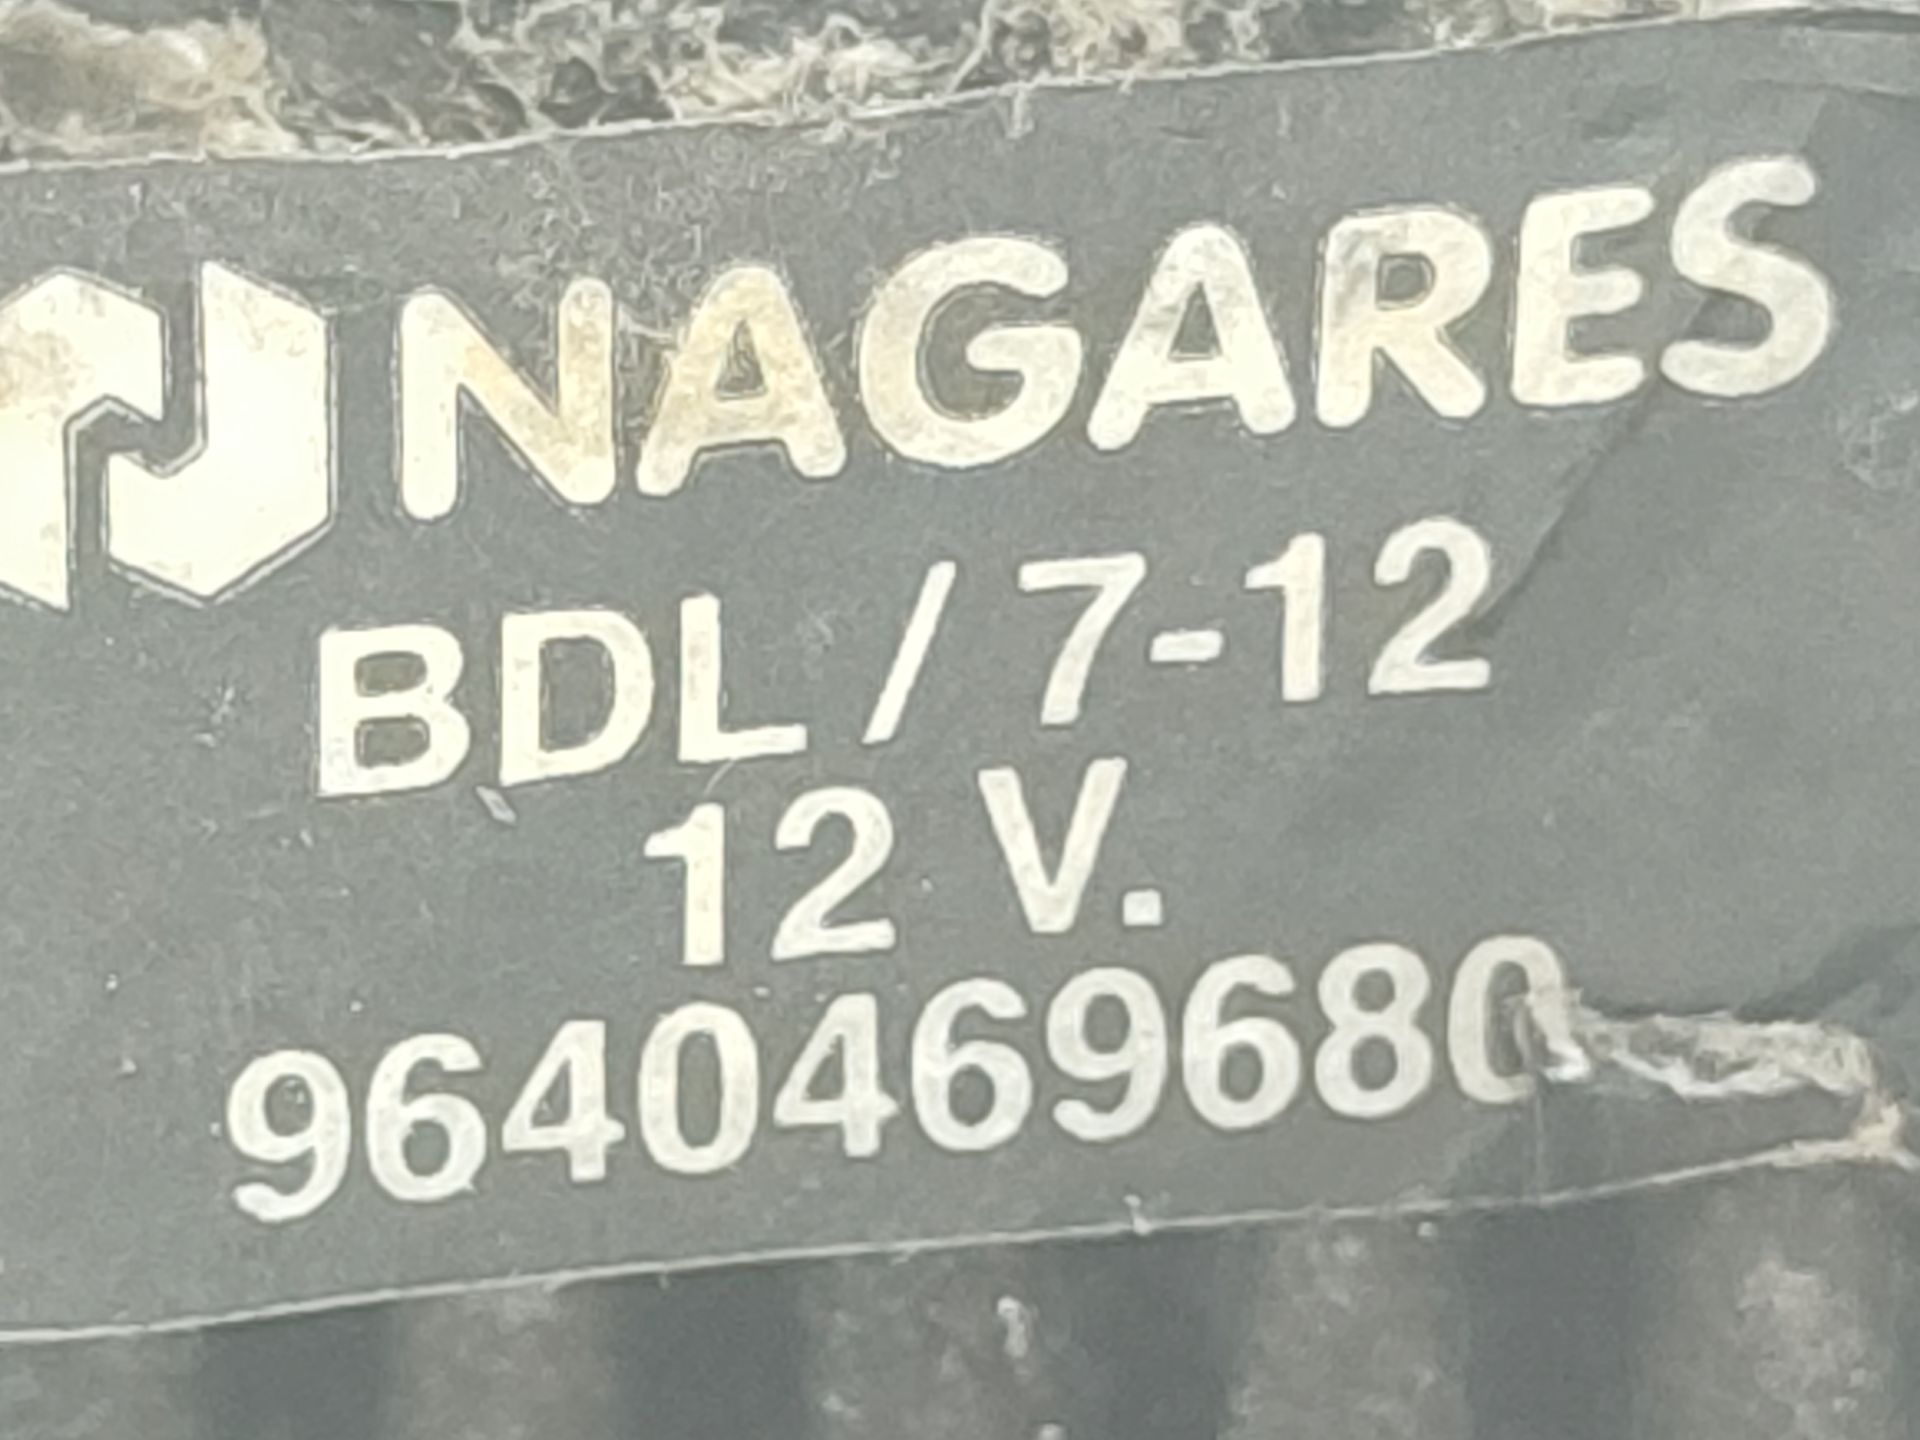 NAGARES
BDL / 7-12
12 V.
9640469680